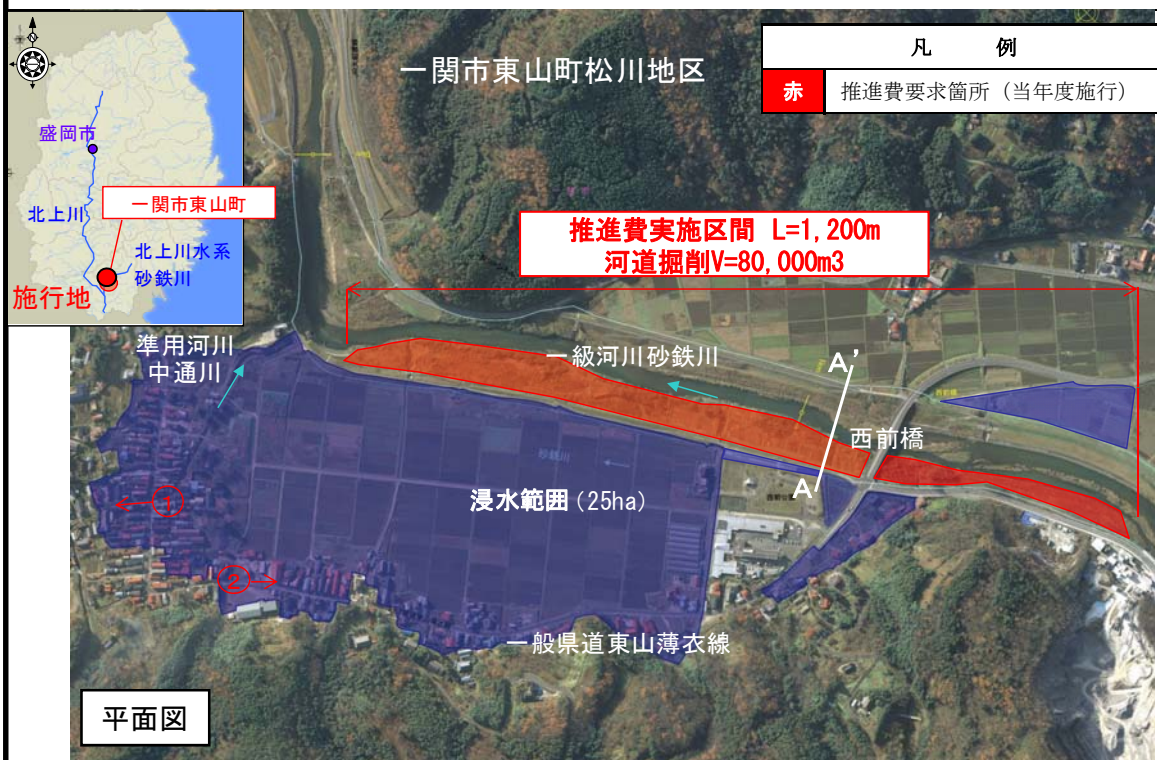 一関市東山町松川地区
凡　例
赤 推進費要求箇所（当年度施行）
盛岡市
一関市東山町
北上川
北上川水系
砂鉄川
施行地
推進費実施区間 L=1,200m
河道掘削V=80,000m3
準用河川
中通川
一級河川砂鉄川
A’
西前橋
A
浸水範囲(25ha)
①
②
一般県道東山薄衣線
平面図